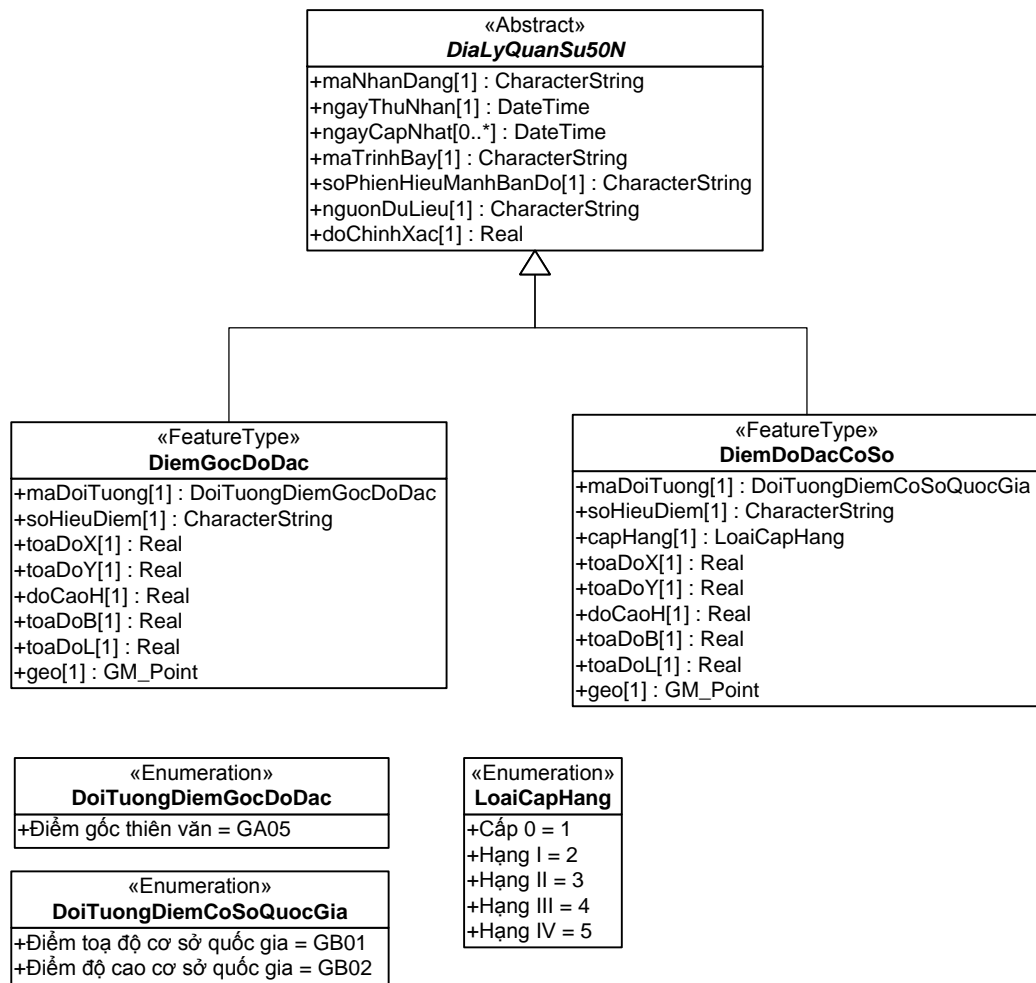 «Abstract»
DiaLyQuanSu50N
+maNhanDang[1] : CharacterString
+ngayThuNhan[1] : DateTime
+ngayCapNhat[0..*] : DateTime
+maTrinhBay[1] : CharacterString
+soPhienHieuManhBanDo[1] : CharacterString
+nguonDuLieu[1] : CharacterString
+doChinhXac[1] : Real
«FeatureType»
DiemGocDoDac
+maDoiTuong[1] : DoiTuongDiemGocDoDac
+soHieuDiem[1] : CharacterString
+toaDoX[1] : Real
+toaDoY[1] : Real
+doCaoH[1] : Real
+toaDoB[1] : Real
+toaDoL[1] : Real
+geo[1] : GM_Point
«FeatureType»
DiemDoDacCoSo
+maDoiTuong[1] : DoiTuongDiemCoSoQuocGia
+soHieuDiem[1] : CharacterString
+capHang[1] : LoaiCapHang
+toaDoX[1] : Real
+toaDoY[1] : Real
+doCaoH[1] : Real
+toaDoB[1] : Real
+toaDoL[1] : Real
+geo[1] : GM_Point
«Enumeration»
DoiTuongDiemGocDoDac
+Điểm gốc thiên văn = GA05
«Enumeration»
DoiTuongDiemCoSoQuocGia
+Điểm toạ độ cơ sở quốc gia = GB01
+Điểm độ cao cơ sở quốc gia = GB02
«Enumeration»
LoaiCapHang
+Cấp 0 = 1
+Hạng I = 2
+Hạng II = 3
+Hạng III = 4
+Hạng IV = 5